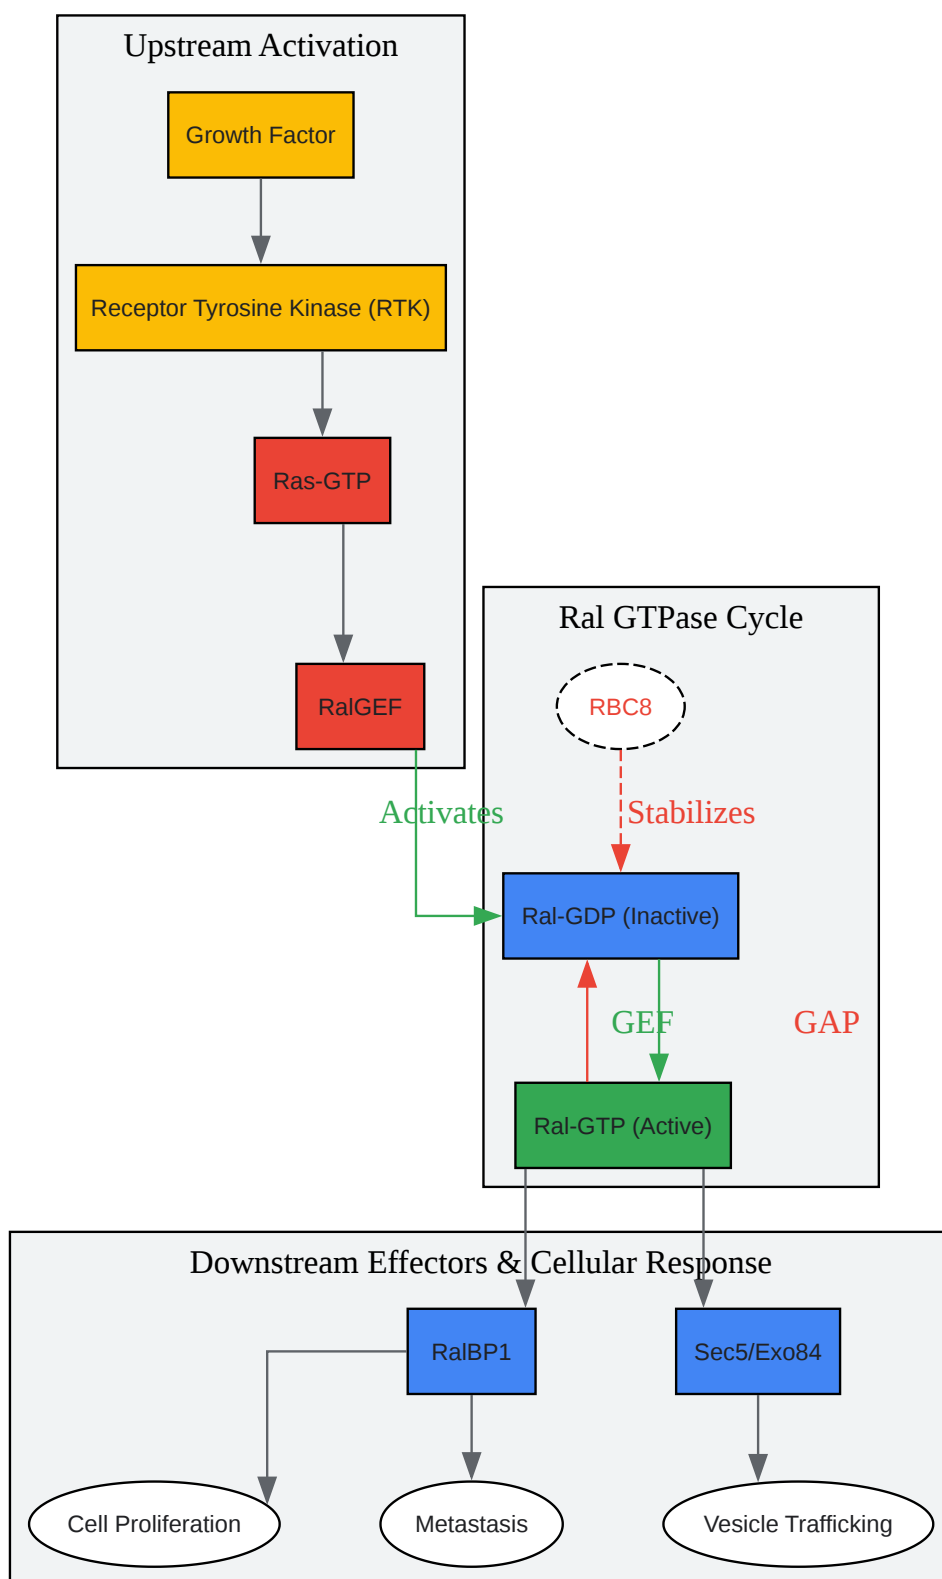 Upstream Activation
Growth Factor
Receptor Tyrosine Kinase (RTK)
Ras-GTP
RalGEF
Ral GTPase Cycle
RBC8
Activates
Stabilizes
Ral-GDP (Inactive)
GEF
GAP
Ral-GTP (Active)
Downstream Effectors & Cellular Response
RalBP1
Sec5/Exo84
Cell Proliferation
Metastasis
Vesicle Trafficking